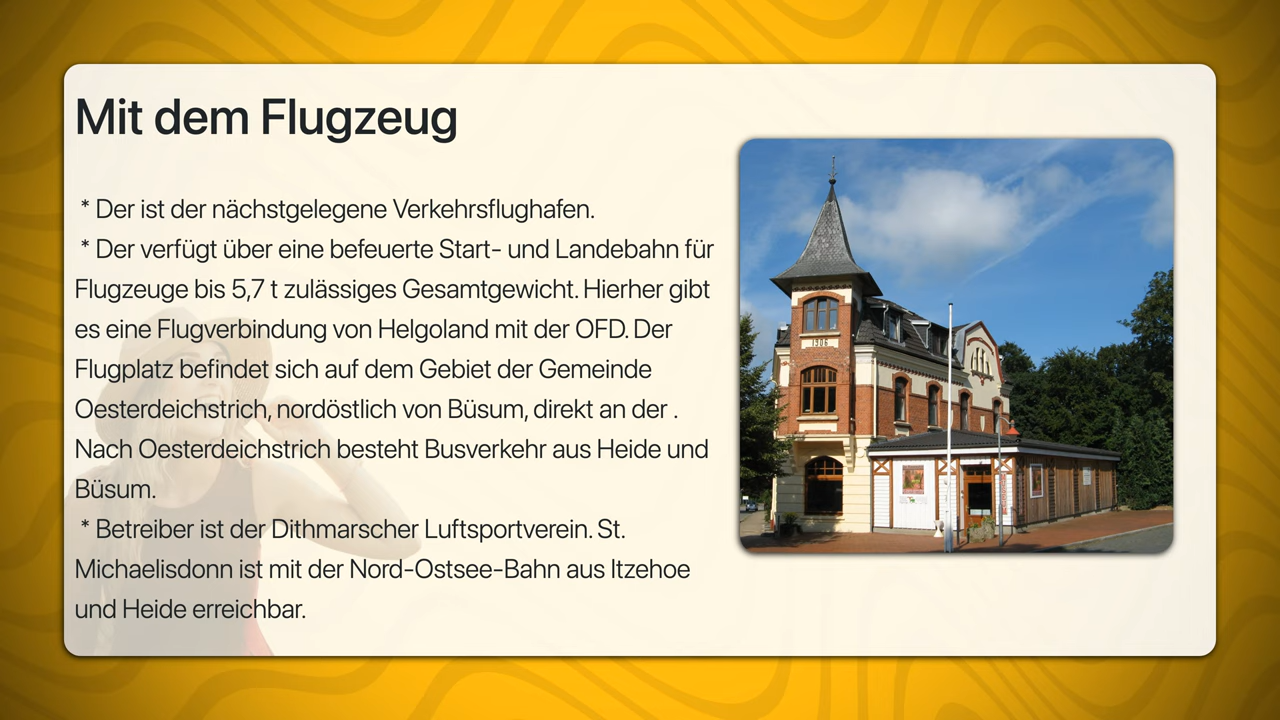 Mit dem Flugzeug
* Der ist der nächstgelegene Verkehrsflughafen.
* Der verfügt über eine befeuerte Start- und Landebahn für
Flugzeuge bis 5,7 t zulässiges Gesamtgewicht. Hierher gibt
es eine Flugverbindung von Helgoland mit der OFD. Der
Flugplatz befindet sich auf dem Gebiet der Gemeinde
Oesterdeichstrich, nordöstlich von Büsum, direkt an der .
Nach Oesterdeichstrich besteht Busverkehr aus Heide und
Büsum.
* Betreiber ist der Dithmarscher Luftsportverein. St.
Michaelisdonn ist mit der Nord-Ostsee-Bahn aus Itzehoe
und Heide erreichbar.
1906